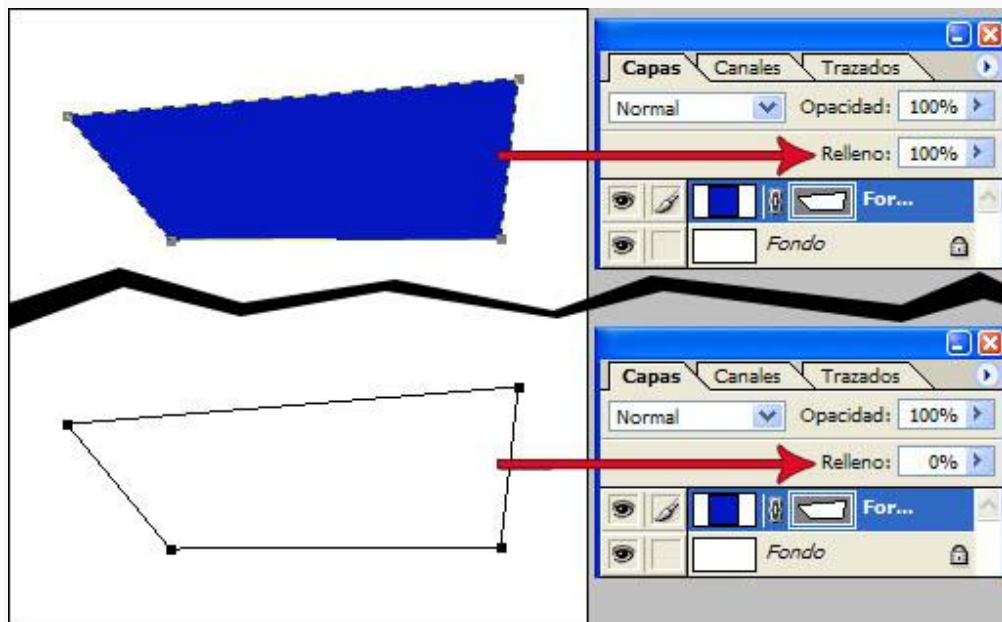 Capas Canales Trazados
Normal Opacidad: 100%
Relleno: 100%
For...
Fondo
Capas Canales Trazados
Normal Opacidad: 100%
Relleno: 0%
For...
Fondo